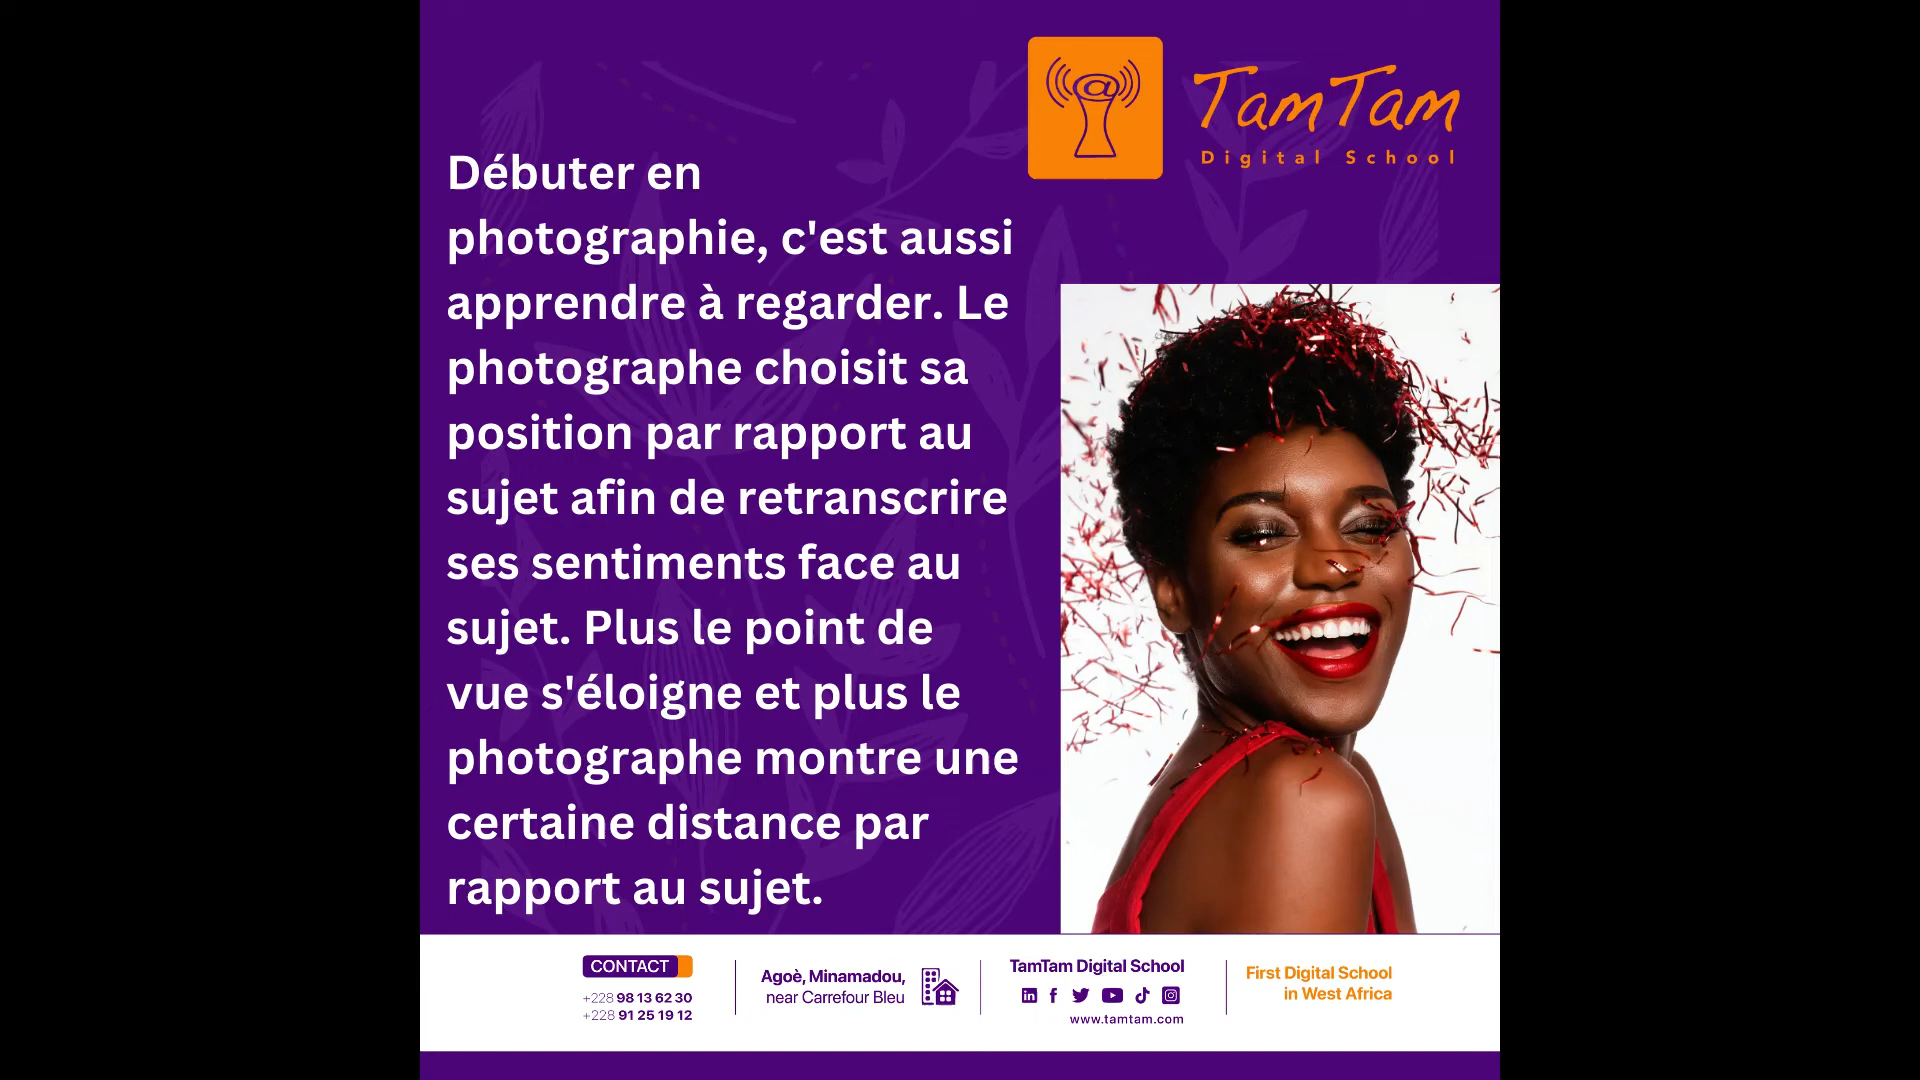 TamTam
Digital School
Débuter en
photographie, c'est aussi
apprendre à regarder. Le
photographe choisit sa
position par rapport au
sujet afin de retranscrire
ses sentiments face au
sujet. Plus le point de
vue s'éloigne et plus le
photographe montre une
certaine distance par
rapport au sujet.
CONTACT
+228 98 13 62 30
+228 91 25 19 12
Agoè, Minamadou,
near Carrefour Bleu
TamTam Digital School
www.tamtam.com
First Digital School
in West Africa